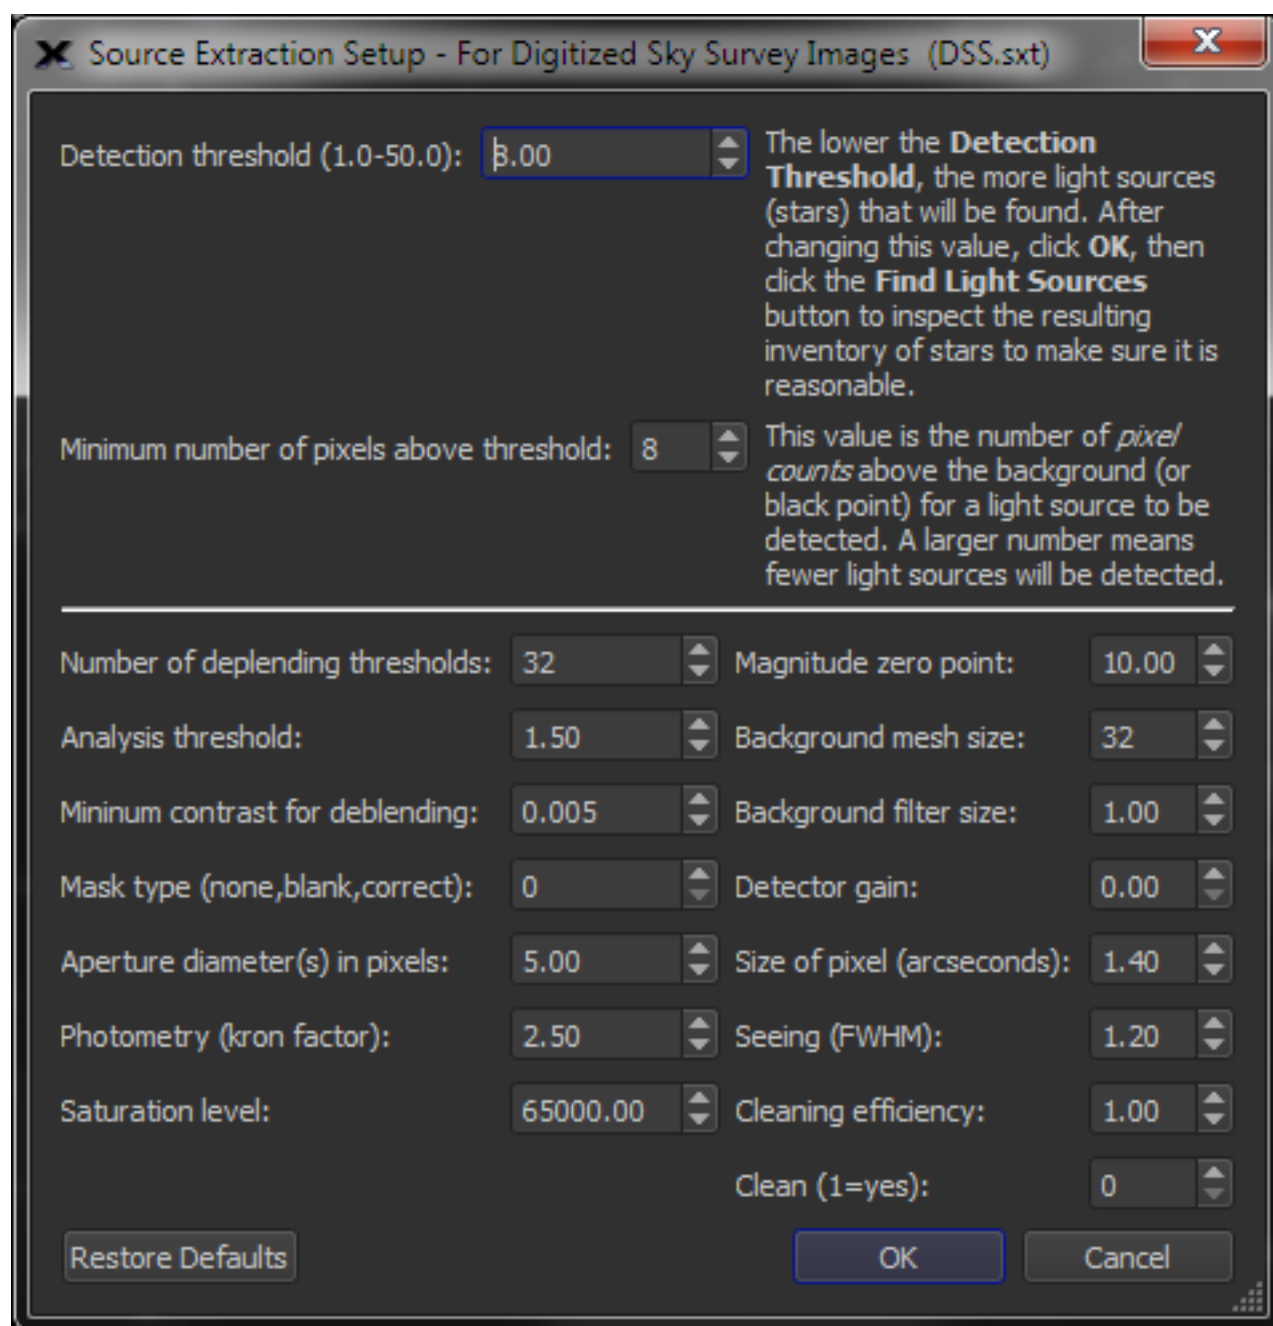 Source Extraction Setup - For Digitized Sky Survey Images (DSS.sxt)
Detection threshold (1.0-50.0):
The lower the Detection
Threshold, the more light sources
(stars) that will be found. After
changing this value, click OK, then
click the Find Light Sources
button to inspect the resulting
inventory of stars to make sure it is
reasonable.
Minimum number of pixels above threshold: 8
This value is the number of pixel
counts above the background (or
black point) for a light source to be
detected. A larger number means
fewer light sources will be detected.
Number of deplending thresholds: 32 Magnitude zero point: 10.00
Analysis threshold: 1.50 Background mesh size: 32
Mininum contrast for deblending: 0.005 Background filter size: 1.00
Mask type (none,blank,correct): 0 Detector gain: 0.00
Aperture diameter(s) in pixels: 5.00 Size of pixel (arcseconds): 1.40
Photometry (kron factor): 2.50 Seeing (FWHM): 1.20
Saturation level: 65000.00 Cleaning efficiency: 1.00
Clean (1=yes): 0
Restore Defaults OK Cancel